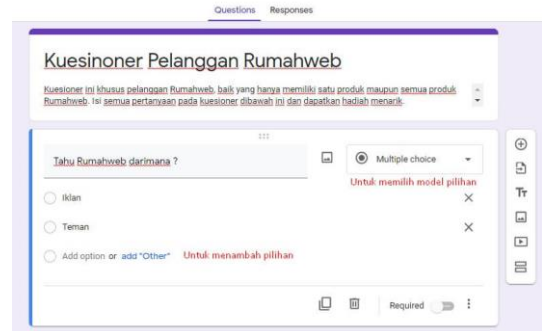 Questions Responses
Kuesinoner Pelanggan Rumahweb
Kuesioner ini khusus pelanggan Rumahweb, baik yang hanya memiliki satu produk maupun semua produk
Rumahweb. Isi semua pertanyaan pada kuesioner dibawah ini dan dapatkan hadiah menarik.
Tahu Rumahweb darimana ?
Multiple choice
Untuk memilih model pilihan
Iklan
Teman
Add option or add "Other" Untuk menambah pilihan
Required
Tт